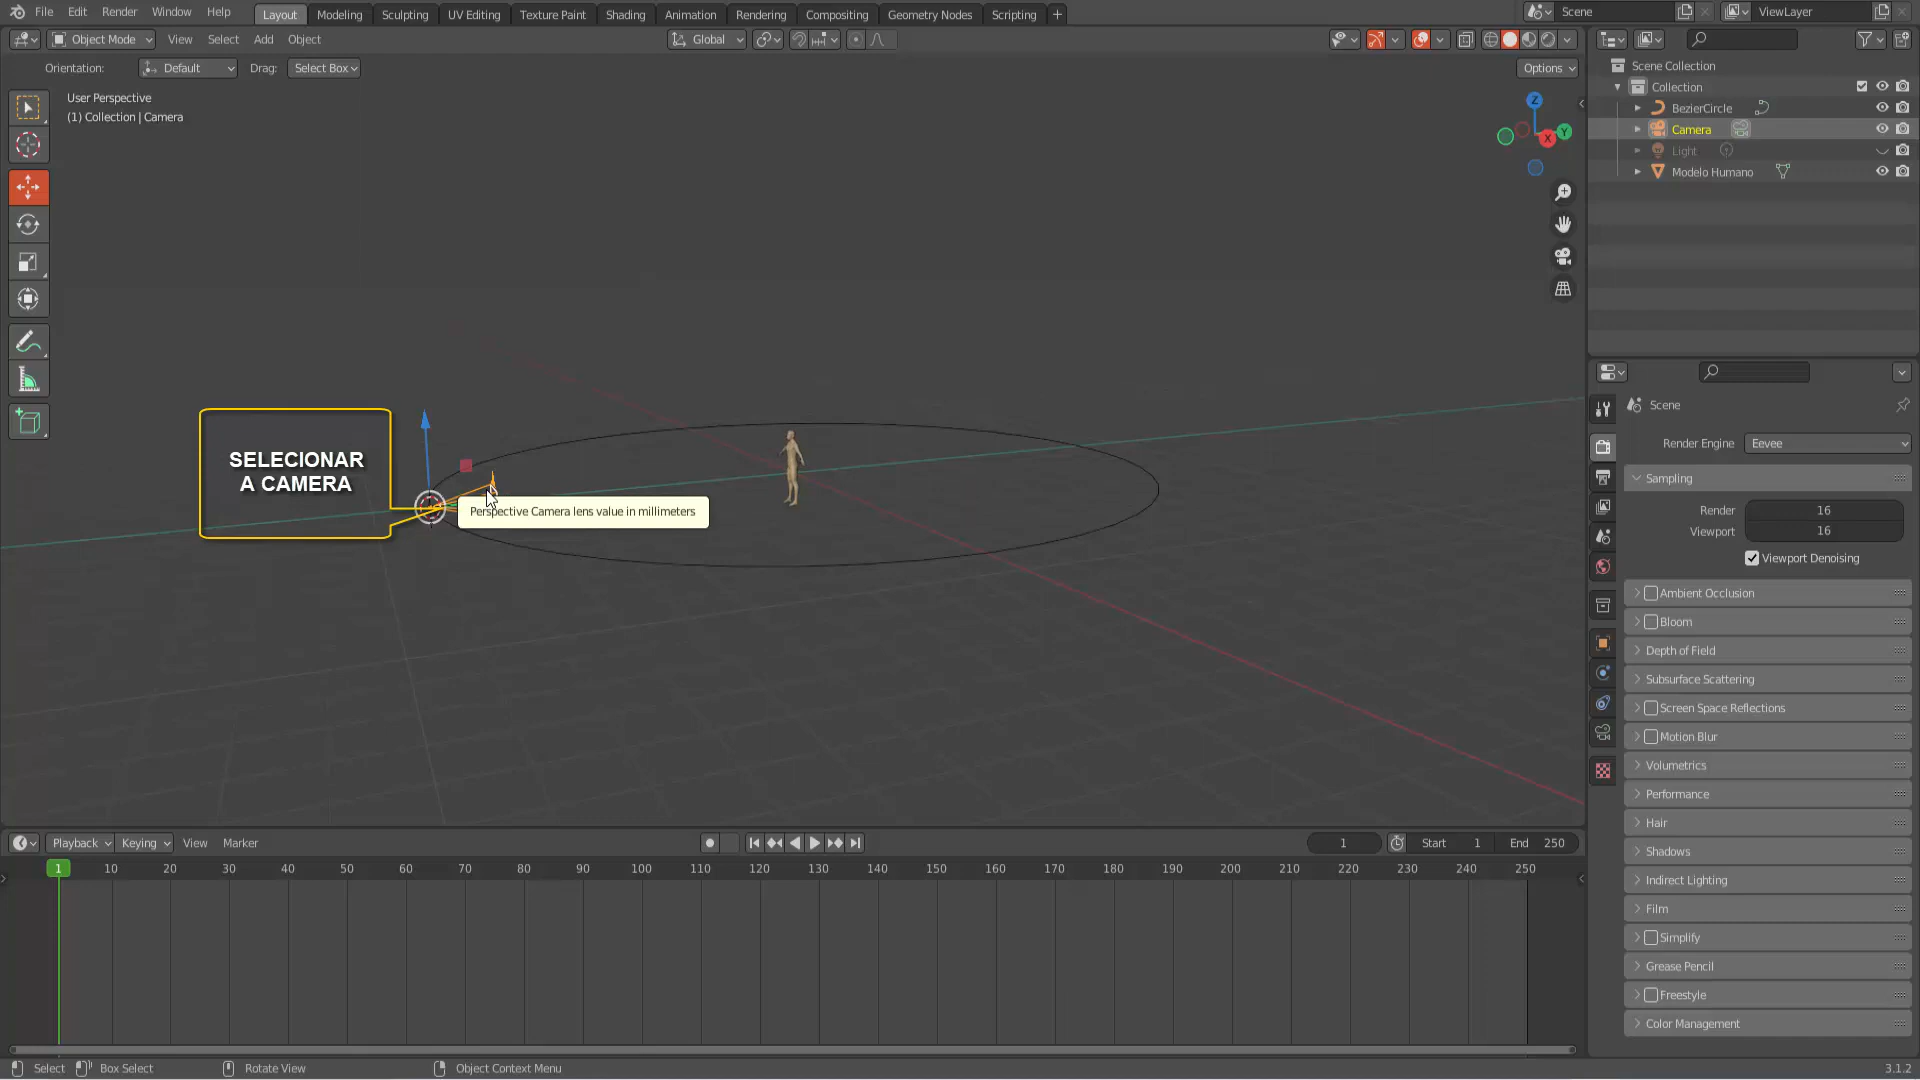 File Edit Render Window Help Layout Modeling Sculpting UV Editing Texture Paint Shading Animation Rendering Compositing Geometry Nodes Scripting + Scene ViewLayer
Object Mode View Select Add Object Global
Orientation: Default Drag: Select Box Options
User Perspective
(1) Collection | Camera
Z
Y
X
SELECIONAR
A CAMERA
Perspective Camera lens value in millimeters
Scene Collection
Collection
BezierCircle
Camera
Light
Modelo Humano
Scene
Render Engine Eevee
Sampling
Render 16
Viewport 16
Viewport Denoising
Ambient Occlusion
Bloom
Depth of Field
Subsurface Scattering
Screen Space Reflections
Motion Blur
Volumetrics
Performance
Hair
Shadows
Indirect Lighting
Film
Simplify
Grease Pencil
Freestyle
Color Management
Playback Keying View Marker 1 Start 1 End 250
1 10 20 30 40 50 60 70 80 90 100 110 120 130 140 150 160 170 180 190 200 210 220 230 240 250
Select Box Select Rotate View Object Context Menu 3.1.2